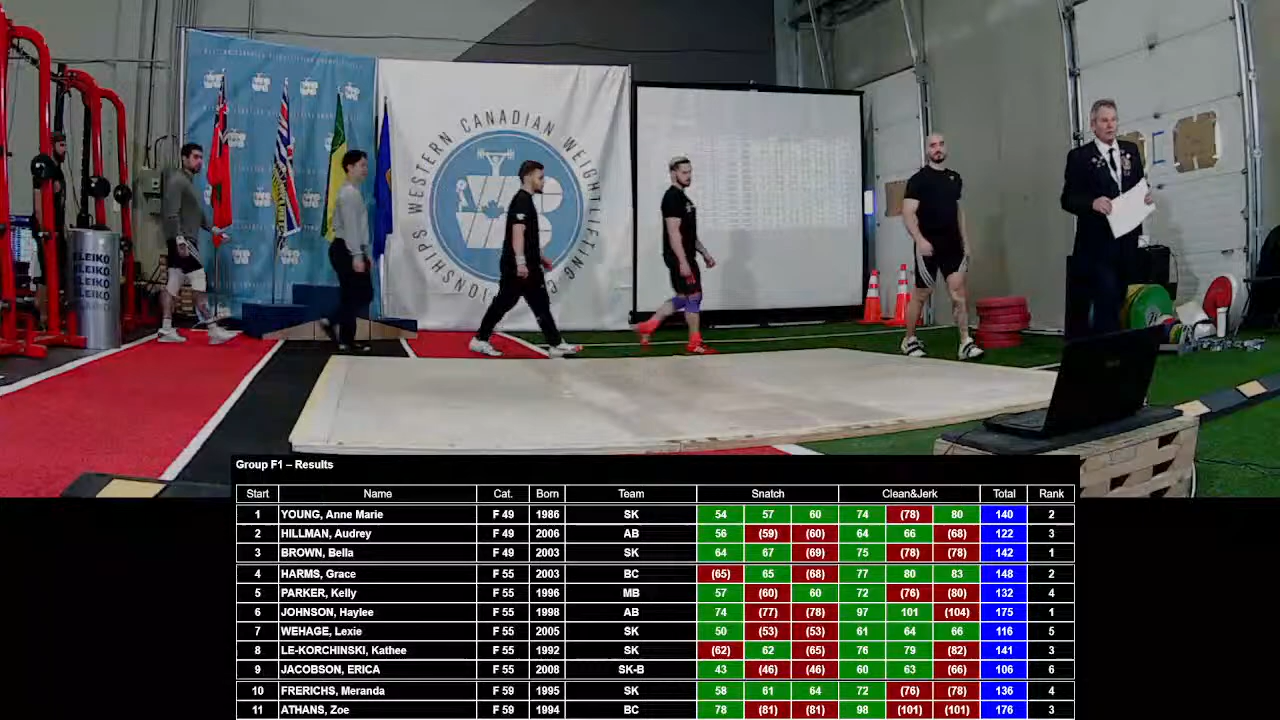 WESTERN CANADIAN WEIGHTLIFTING CHAMPIONSHIPS
KLEIKO
KLEIKO
KLEIKO
Group F1 – Results
Start Name Cat. Born Team Snatch Clean&Jerk Total Rank
1 YOUNG, Anne Marie F 49 1986 SK 54 57 60 74 (78) 80 140 2
2 HILLMAN, Audrey F 49 2006 AB 56 (59) (60) 64 66 (68) 122 3
3 BROWN, Bella F 49 2003 SK 64 67 (69) 75 (78) (78) 142 1
4 HARMS, Grace F 55 2003 BC (65) 65 (68) 77 80 83 148 2
5 PARKER, Kelly F 55 1996 MB 57 (60) 60 72 (76) (80) 132 4
6 JOHNSON, Haylee F 55 1998 AB 74 (77) (78) 97 101 (104) 175 1
7 WEHAGE, Lexie F 55 2005 SK 50 (53) (53) 61 64 66 116 5
8 LE-KORCHINSKI, Kathee F 55 1992 SK (62) 62 (65) 76 79 (82) 141 3
9 JACOBSON, ERICA F 55 2008 SK-B 43 (46) (46) 60 63 (66) 106 6
10 FRERICHS, Meranda F 59 1995 SK 58 61 64 72 (76) (78) 136 4
11 ATHANS, Zoe F 59 1994 BC 78 (81) (81) 98 (101) (101) 176 3